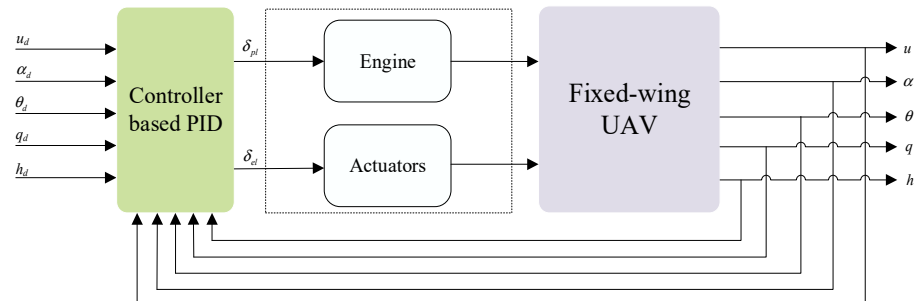 u_d
α_d
θ_d
q_d
h_d
Controller
based PID
δ_pl
δ_el
Engine
Actuators
Fixed-wing
UAV
u
α
θ
q
h